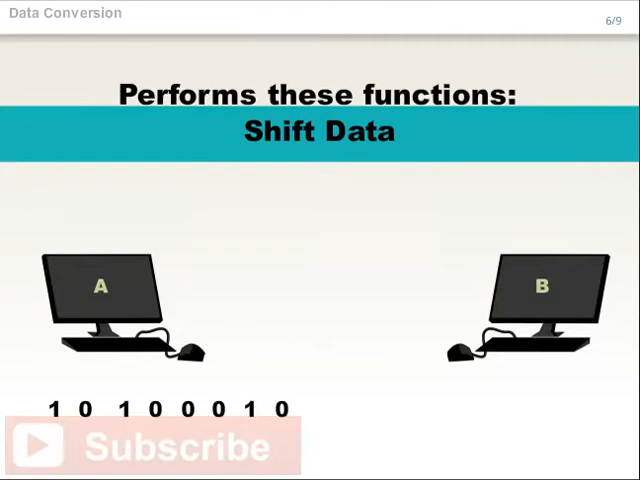 Data Conversion
6/9
Performs these functions:
Shift Data
A
B
1 0 1 0 0 0 1 0
Subscribe